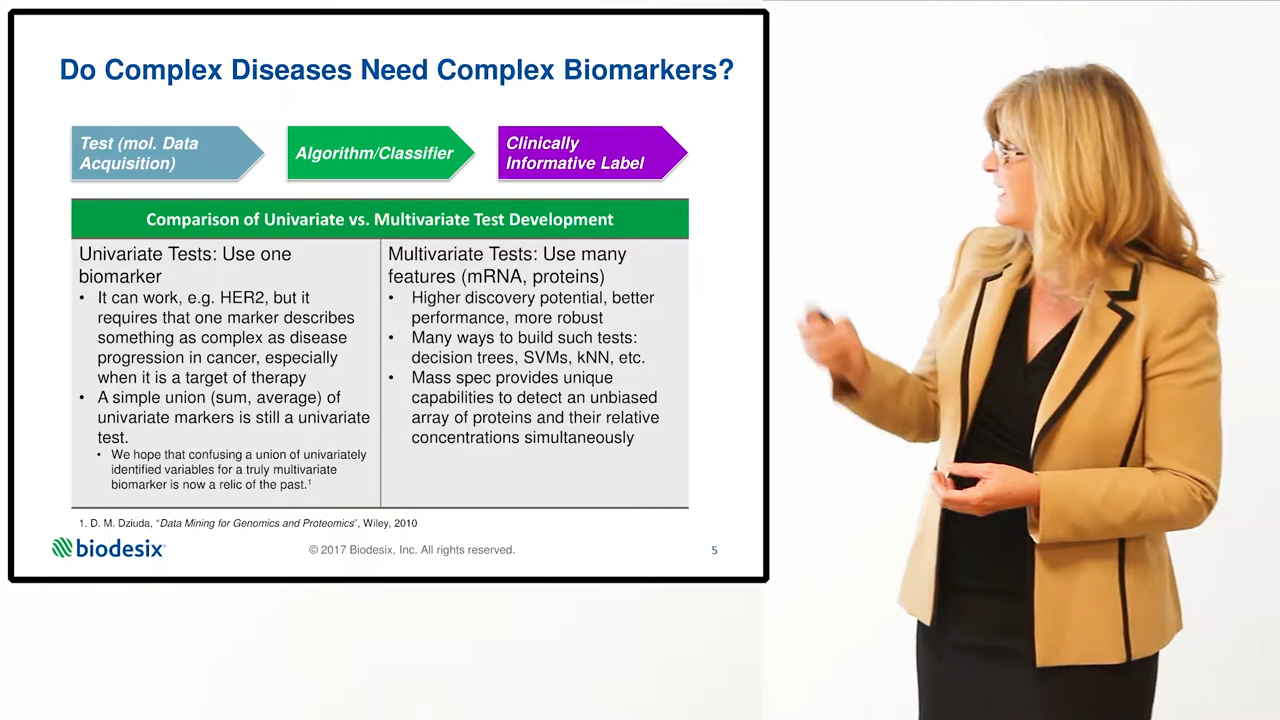 Do Complex Diseases Need Complex Biomarkers?
Test (mol. Data
Acquisition)
Algorithm/Classifier
Clinically
Informative Label
Comparison of Univariate vs. Multivariate Test Development
Univariate Tests: Use one
biomarker
• It can work, e.g. HER2, but it
requires that one marker describes
something as complex as disease
progression in cancer, especially
when it is a target of therapy
• A simple union (sum, average) of
univariate markers is still a univariate
test.
• We hope that confusing a union of univariately
identified variables for a truly multivariate
biomarker is now a relic of the past.1
Multivariate Tests: Use many
features (mRNA, proteins)
• Higher discovery potential, better
performance, more robust
• Many ways to build such tests:
decision trees, SVMs, kNN, etc.
• Mass spec provides unique
capabilities to detect an unbiased
array of proteins and their relative
concentrations simultaneously
1. D. M. Dziuda, “Data Mining for Genomics and Proteomics”, Wiley, 2010
biodesix
© 2017 Biodesix, Inc. All rights reserved.
5